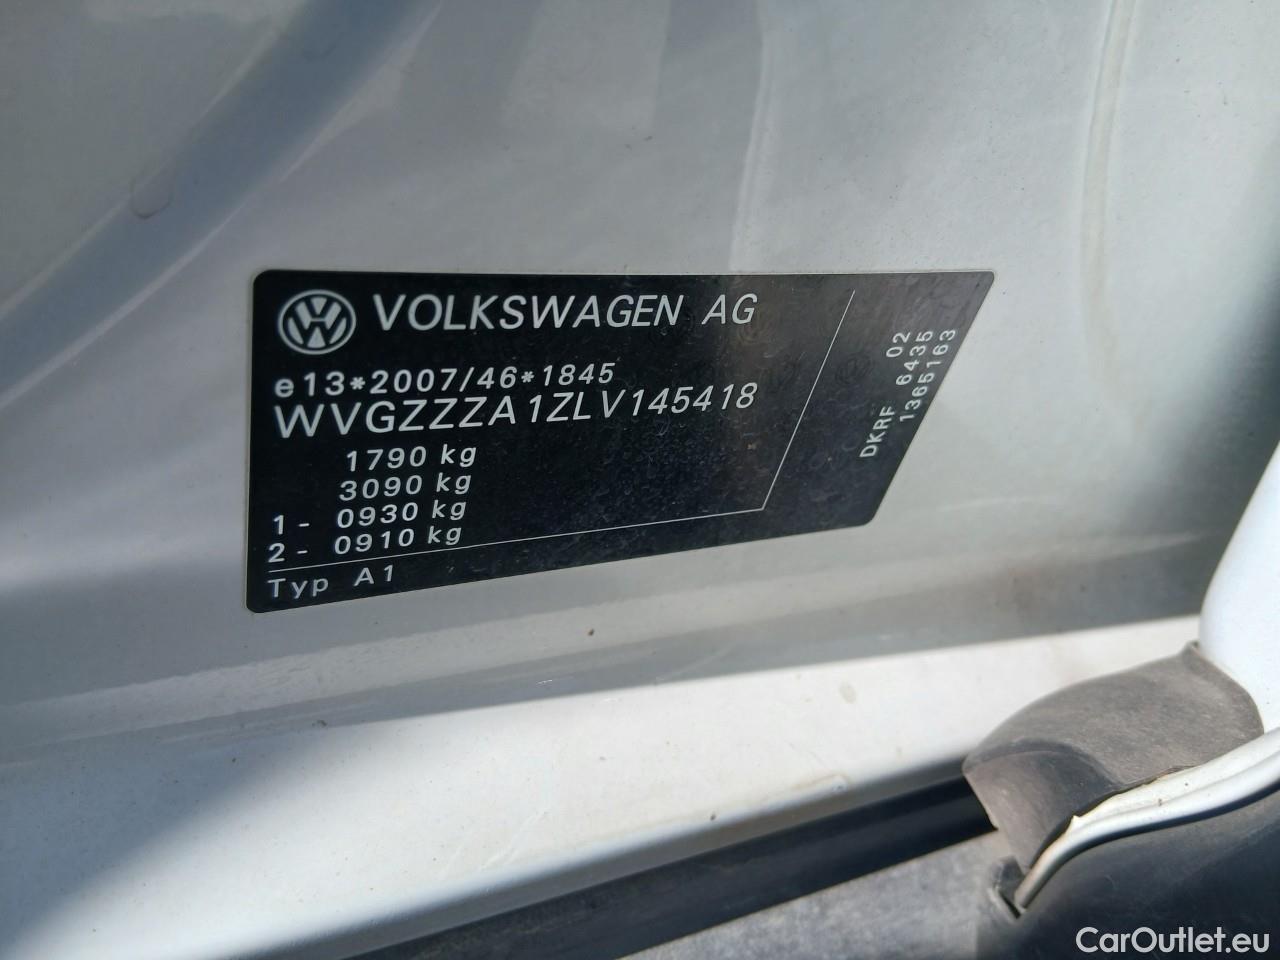 VOLKSWAGEN AG
e13*2007/46*1845
WVGZZZA1ZLV145418
1790 kg
3090 kg
1- 0930 kg
2- 0910 kg
Typ A1
02
DKRF 6435
1365163
CarOutlet.eu